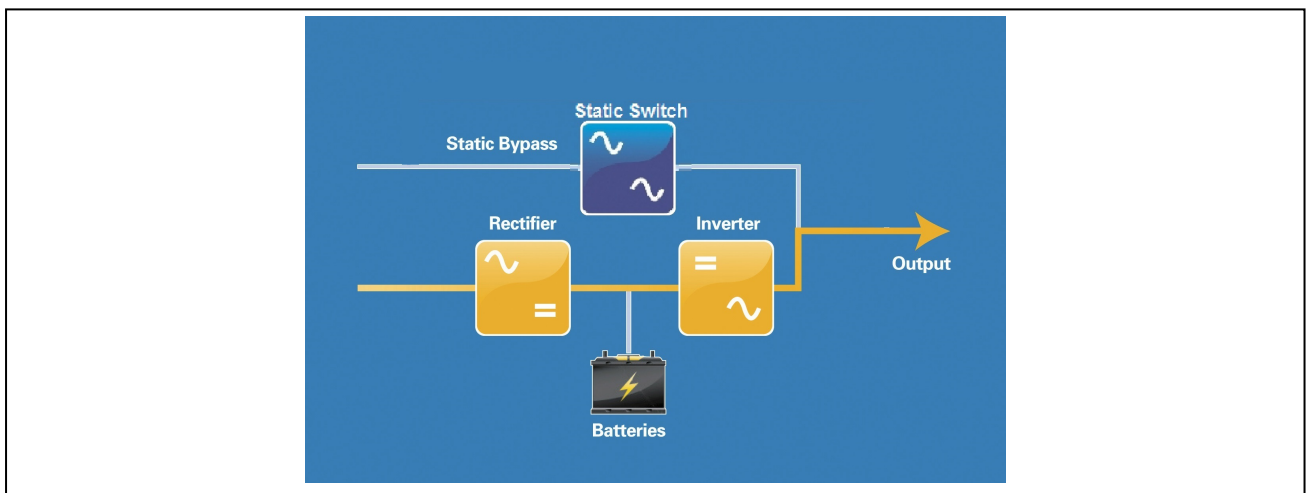 Static Switch
Static Bypass
Rectifier
Inverter
Output
Batteries